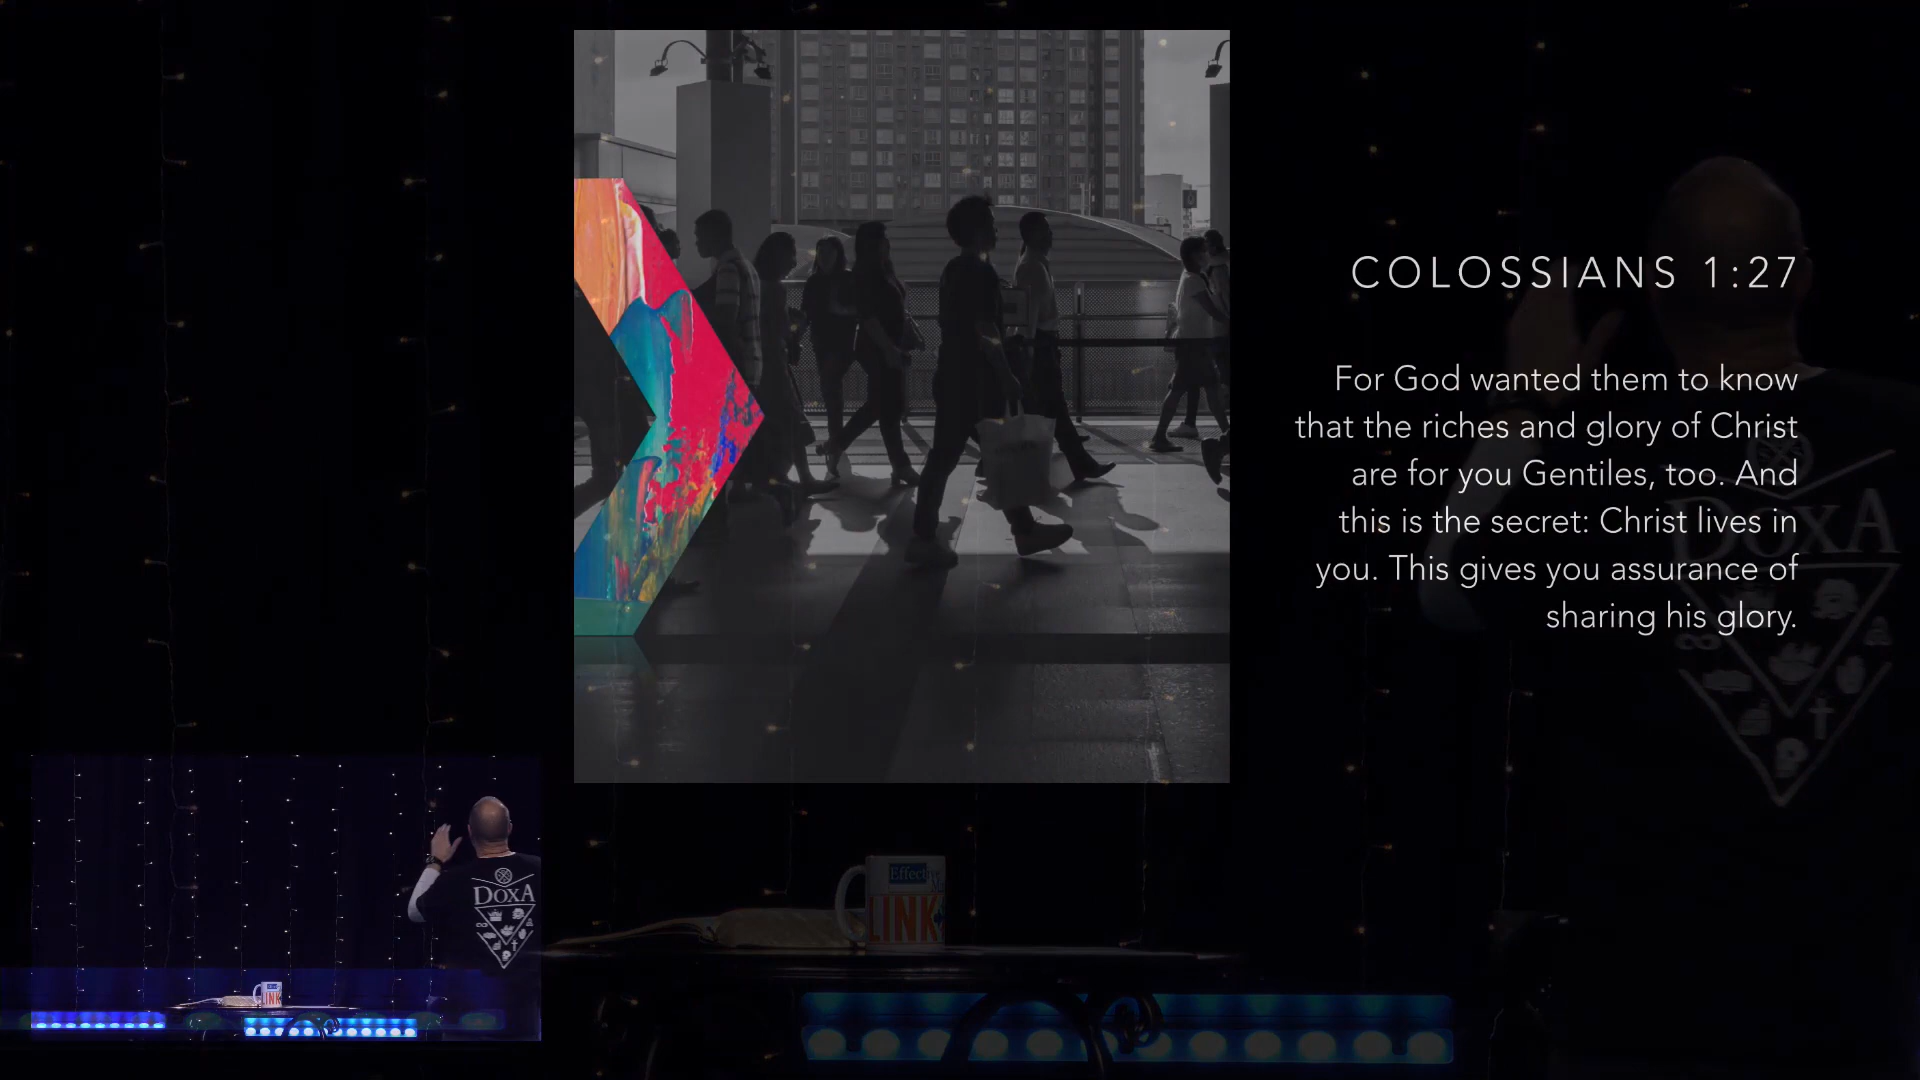 COLOSSIANS 1:27
For God wanted them to know
that the riches and glory of Christ
are for you Gentiles, too. And
this is the secret: Christ lives in
you. This gives you assurance of
sharing his glory.
DOXA
DOXA
Effect
LINK
LINK